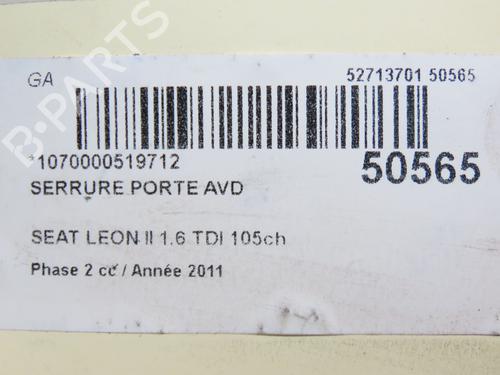 GA
52713701 50565
*1070000519712
50565
SERRURE PORTE AVD
SEAT LEON II 1.6 TDI 105ch
Phase 2 cc / Année 2011
B-PARTS